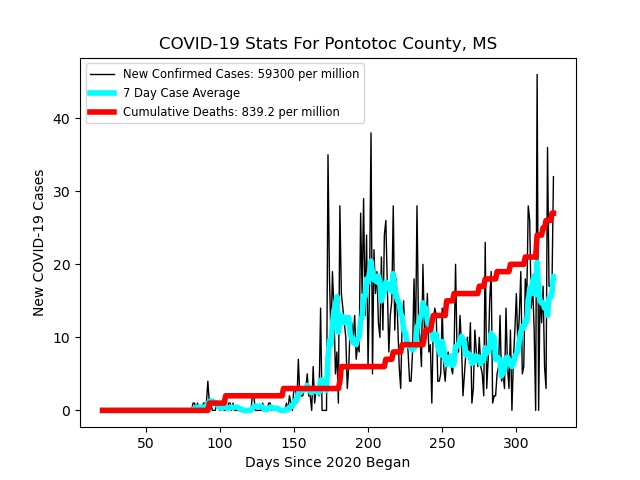 COVID-19 Stats For Pontotoc County, MS
New Confirmed Cases: 59300 per million
7 Day Case Average
Cumulative Deaths: 839.2 per million
New COVID-19 Cases
40
30
20
10
0
50 100 150 200 250 300
Days Since 2020 Began